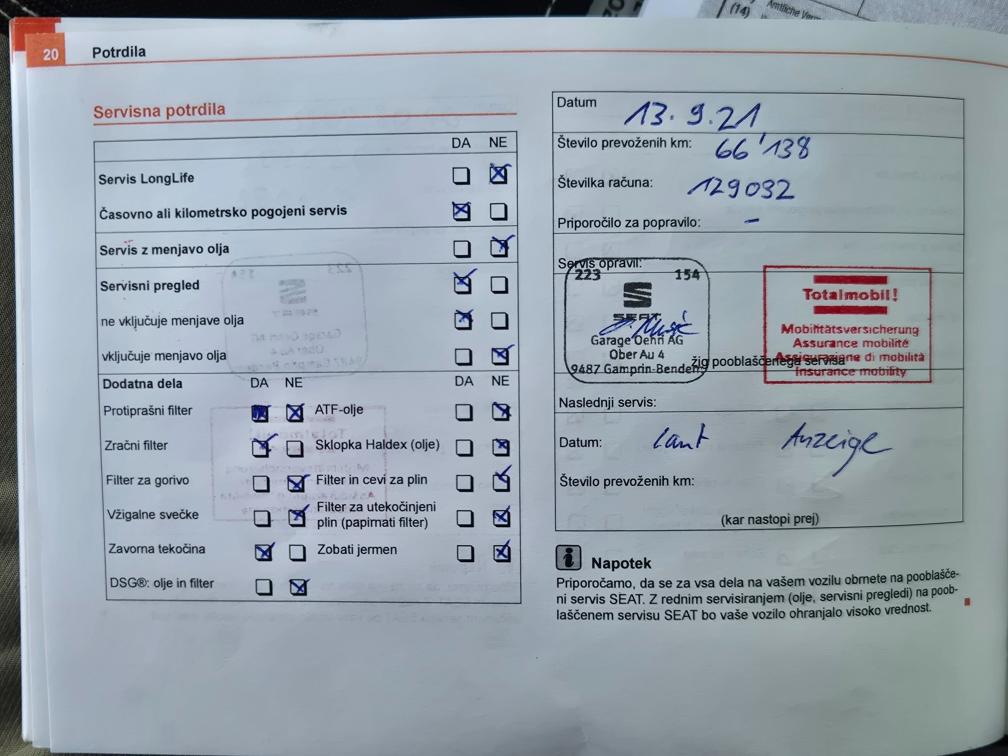 (14) Amtliche
20 Potrdila
Servisna potrdila
DA NE
Servis LongLife
Časovno ali kilometrsko pogojeni servis
Servis z menjavo olja
Servisni pregled
ne vključuje menjave olja
vključuje menjavo olja
Dodatna dela DA NE DA NE
Protiprašni filter ATF-olje
Zračni filter Sklopka Haldex (olje)
Filter za gorivo Filter in cevi za plin
Vžigalne svečke Filter za utekočinjeni
plin (papirnati filter)
Zavorna tekočina Zobati jermen
DSG®: olje in filter
Datum 13.9.21
Število prevoženih km: 66'138
Številka računa: 129032
Priporočilo za popravilo: –
Servis opravil:
223 154
SEAT
Garage Oehri AG
Ober Au 4
9487 Gamprin-Bendern
Totalmobil!
Mobilitätsversicherung
Assurance mobilité
Assicurazione di mobilità
Insurance mobility
žig pooblaščenega servisa
Naslednji servis:
Datum: laut Anzeige
Število prevoženih km:
(kar nastopi prej)
Napotek
Priporočamo, da se za vsa dela na vašem vozilu obrnete na pooblašče-
ni servis SEAT. Z rednim servisiranjem (olje, servisni pregledi) na poob-
laščenem servisu SEAT bo vaše vozilo ohranjalo visoko vrednost.